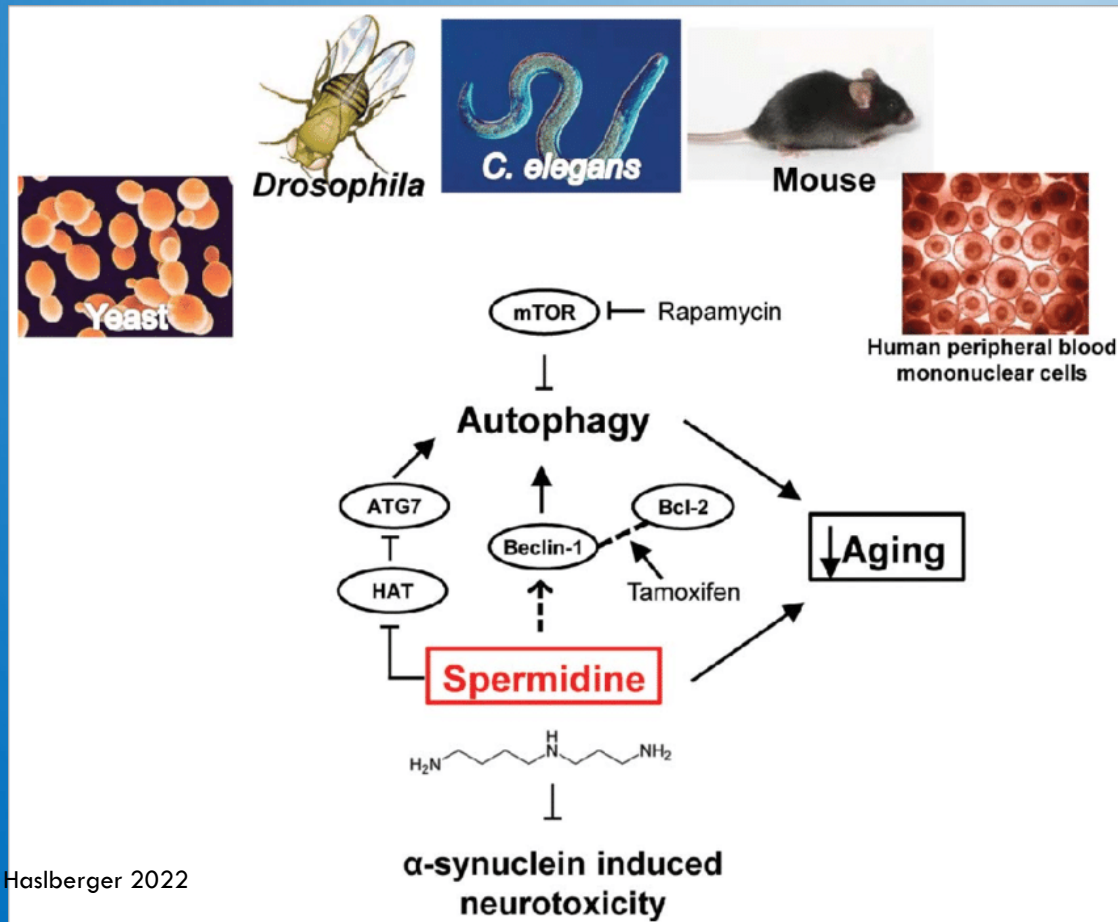 Drosophila
C. elegans
Mouse
Yeast
Human peripheral blood
mononuclear cells
mTOR
Rapamycin
Autophagy
ATG7
Bcl-2
Beclin-1
↓Aging
HAT
Tamoxifen
Spermidine
H
H₂N
N
NH₂
α-synuclein induced
neurotoxicity
Haslberger 2022